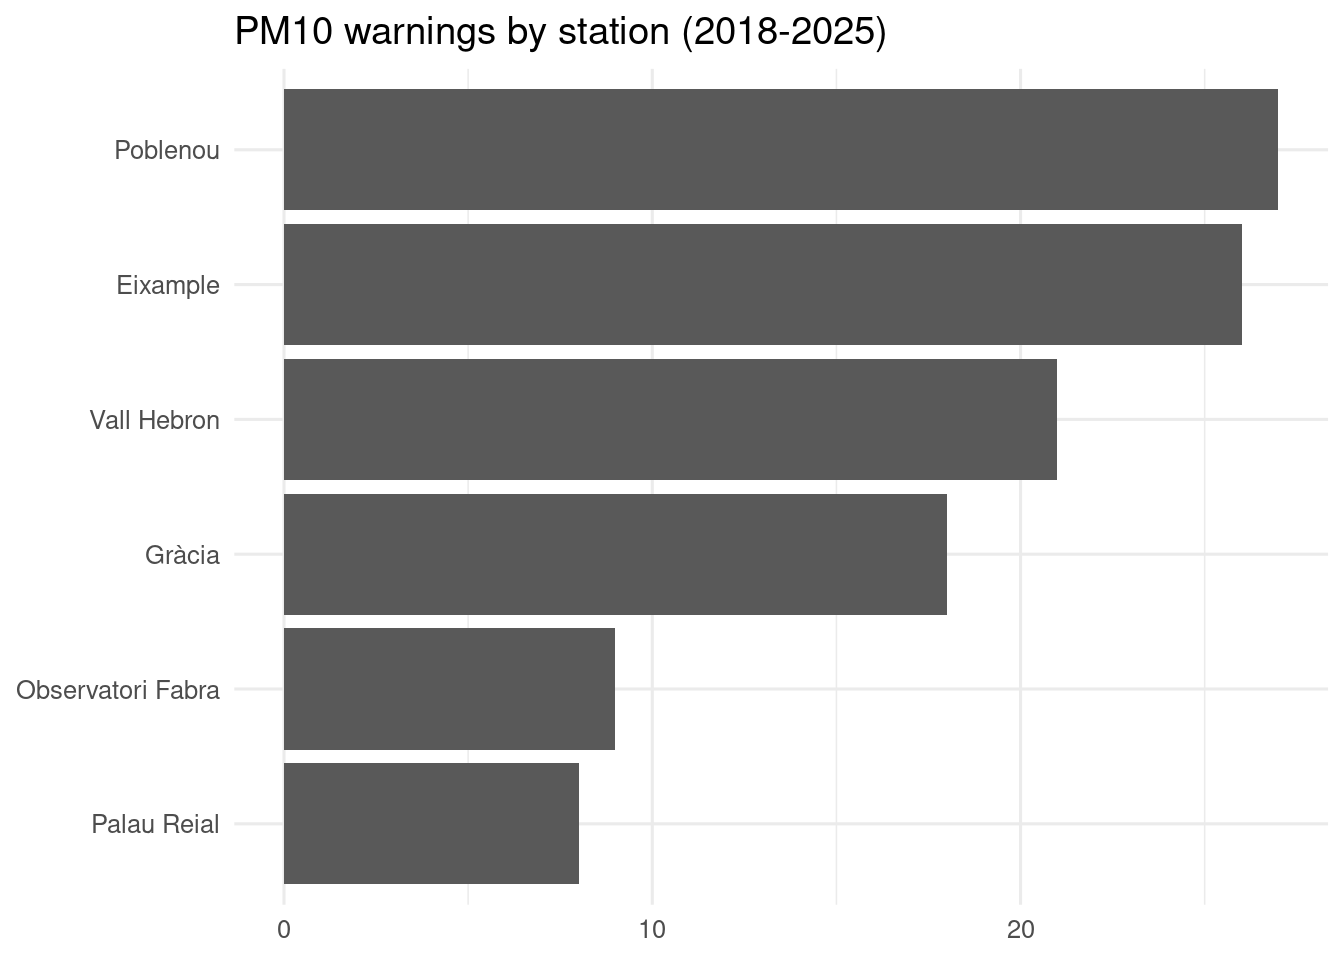 PM10 warnings by station (2018-2025)
Poblenou
Eixample
Vall Hebron
Gràcia
Observatori Fabra
Palau Reial
0 10 20